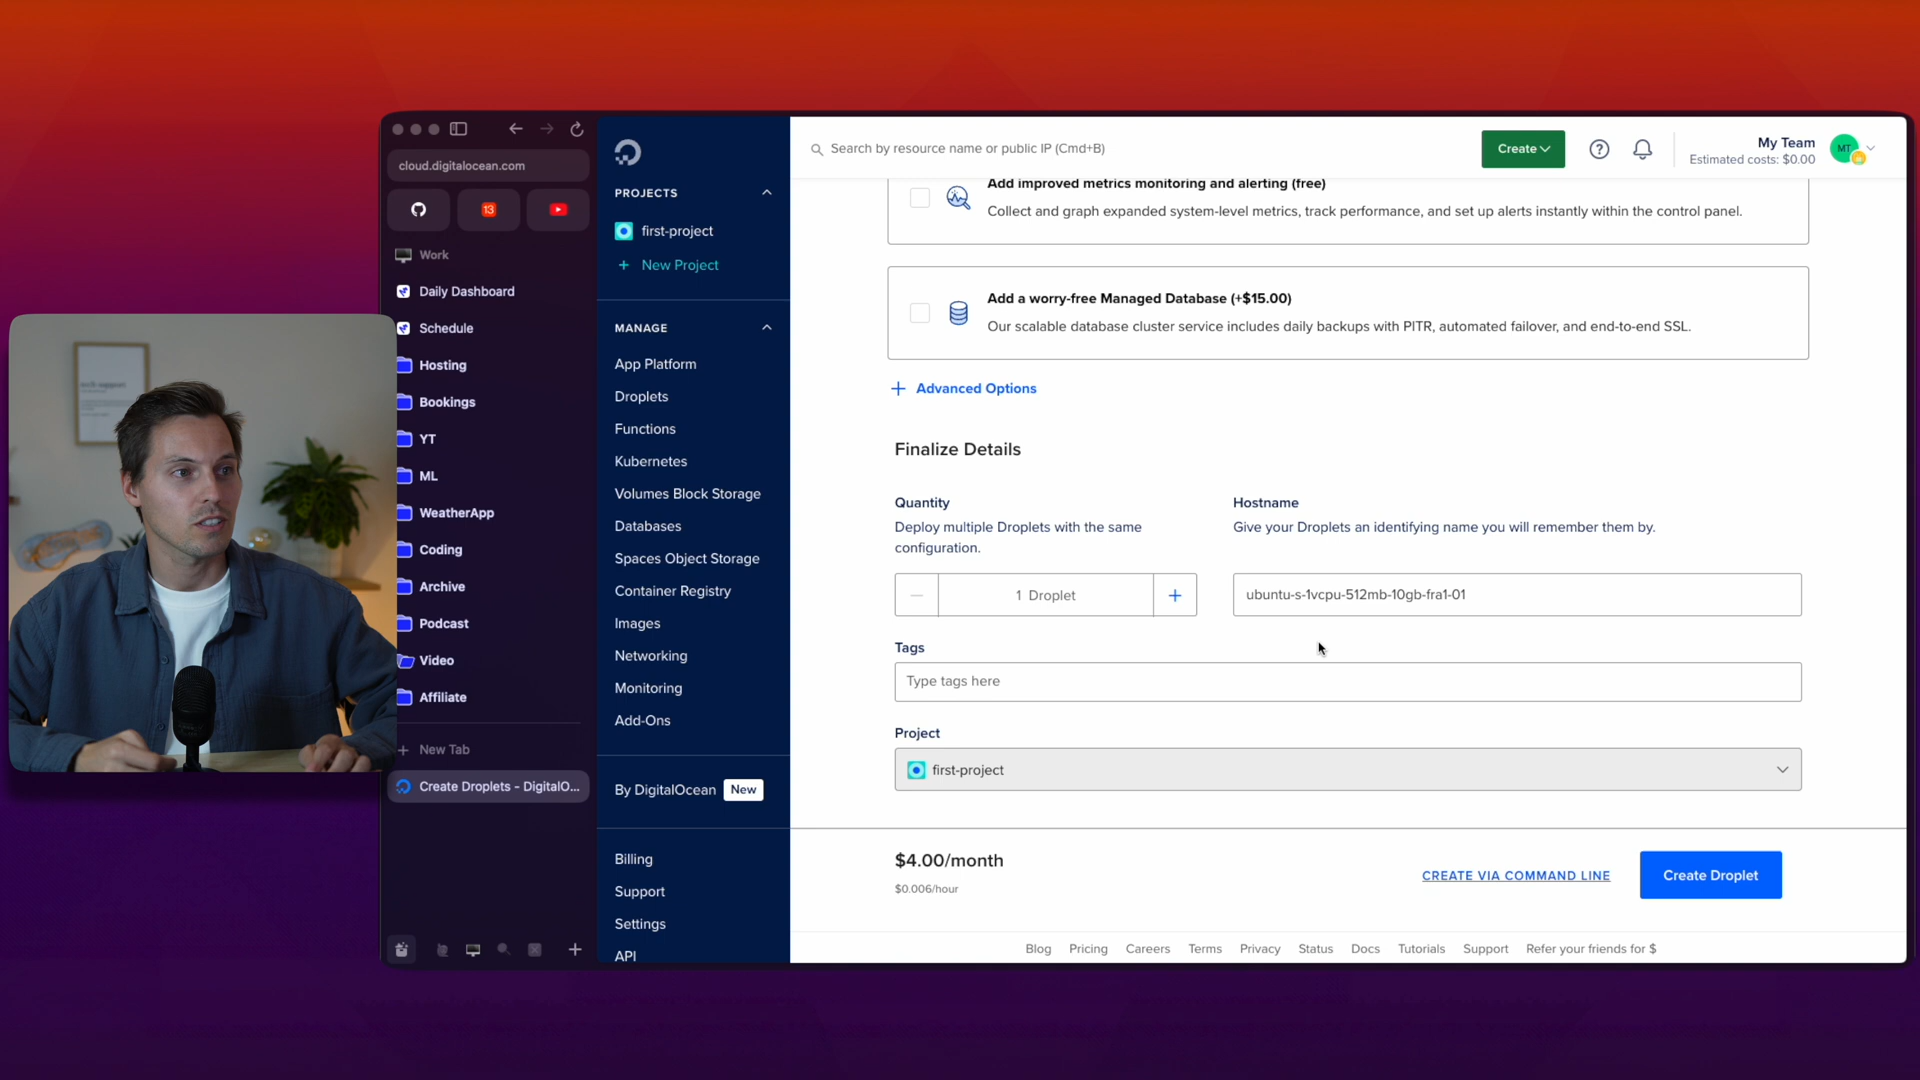 cloud.digitalocean.com
13
Work
Daily Dashboard
Schedule
Hosting
Bookings
YT
ML
WeatherApp
Coding
Archive
Podcast
Video
Affiliate
New Tab
Create Droplets - DigitalO...
PROJECTS
first-project
New Project
MANAGE
App Platform
Droplets
Functions
Kubernetes
Volumes Block Storage
Databases
Spaces Object Storage
Container Registry
Images
Networking
Monitoring
Add-Ons
By DigitalOcean New
Billing
Support
Settings
API
Search by resource name or public IP (Cmd+B)
Create
My Team
Estimated costs: $0.00
MT
Add improved metrics monitoring and alerting (free)
Collect and graph expanded system-level metrics, track performance, and set up alerts instantly within the control panel.
Add a worry-free Managed Database (+$15.00)
Our scalable database cluster service includes daily backups with PITR, automated failover, and end-to-end SSL.
Advanced Options
Finalize Details
Quantity
Deploy multiple Droplets with the same
configuration.
1 Droplet
Hostname
Give your Droplets an identifying name you will remember them by.
ubuntu-s-1vcpu-512mb-10gb-fra1-01
Tags
Type tags here
Project
first-project
$4.00/month
$0.006/hour
CREATE VIA COMMAND LINE
Create Droplet
Blog Pricing Careers Terms Privacy Status Docs Tutorials Support Refer your friends for $